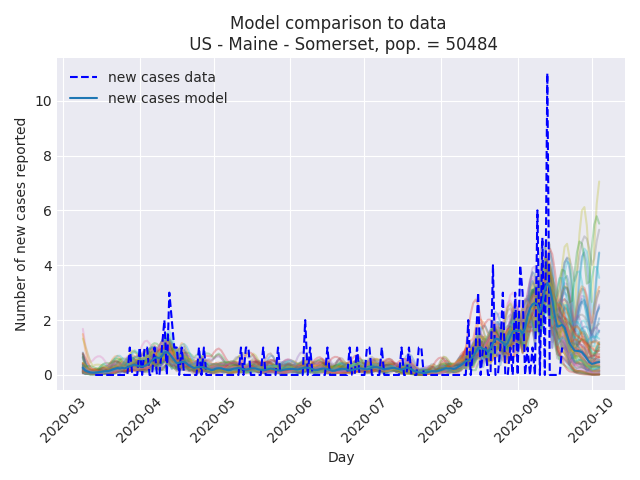 Model comparison to data
US - Maine - Somerset, pop. = 50484
new cases data
new cases model
Number of new cases reported
10
8
6
4
2
0
2020-03
2020-04
2020-05
2020-06
2020-07
2020-08
2020-09
2020-10
Day